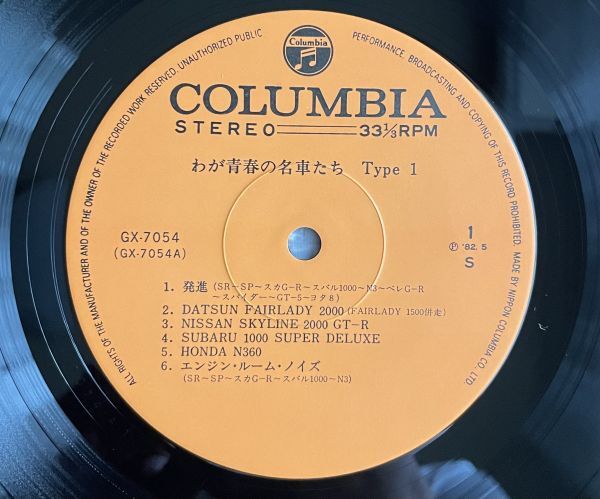 ALL RIGHTS OF THE MANUFACTURER AND OF THE OWNER OF THE RECORDED WORK RESERVED. UNAUTHORIZED PUBLIC PERFORMANCE, BROADCASTING AND COPYING OF THIS RECORD PROHIBITED. MADE BY NIPPON COLUMBIA CO., LTD.
Columbia
COLUMBIA
STEREO 33⅓RPM
わが青春の名車たち Type 1
GX-7054
(GX-7054A)
1
Ⓟ '82. 5
S
1. 発進 (SR〜SP〜スカG−R〜スバル1000〜N3〜ベレG−R
〜スパイダー〜GT−5〜ヨタ8)
2. DATSUN FAIRLADY 2000 (FAIRLADY 1500併走)
3. NISSAN SKYLINE 2000 GT−R
4. SUBARU 1000 SUPER DELUXE
5. HONDA N360
6. エンジン・ルーム・ノイズ
(SR〜SP〜スカG−R〜スバル1000〜N3)